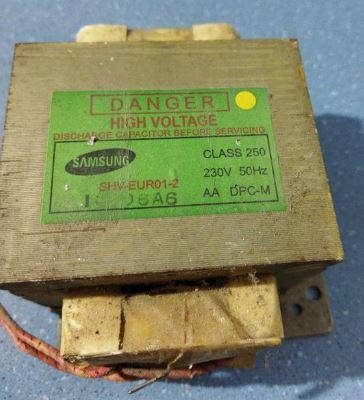 DANGER
HIGH VOLTAGE
DISCHARGE CAPACITOR BEFORE SERVICING
SAMSUNG
CLASS 250
SHV-EUR01-2
230V 50Hz
AA DPC-M